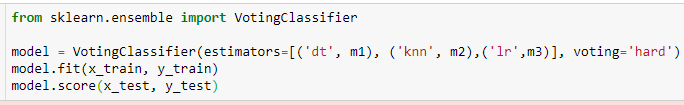 from sklearn.ensemble import VotingClassifier
model = VotingClassifier(estimators=[('dt', m1), ('knn', m2),('lr',m3)], voting='hard')
model.fit(x_train, y_train)
model.score(x_test, y_test)